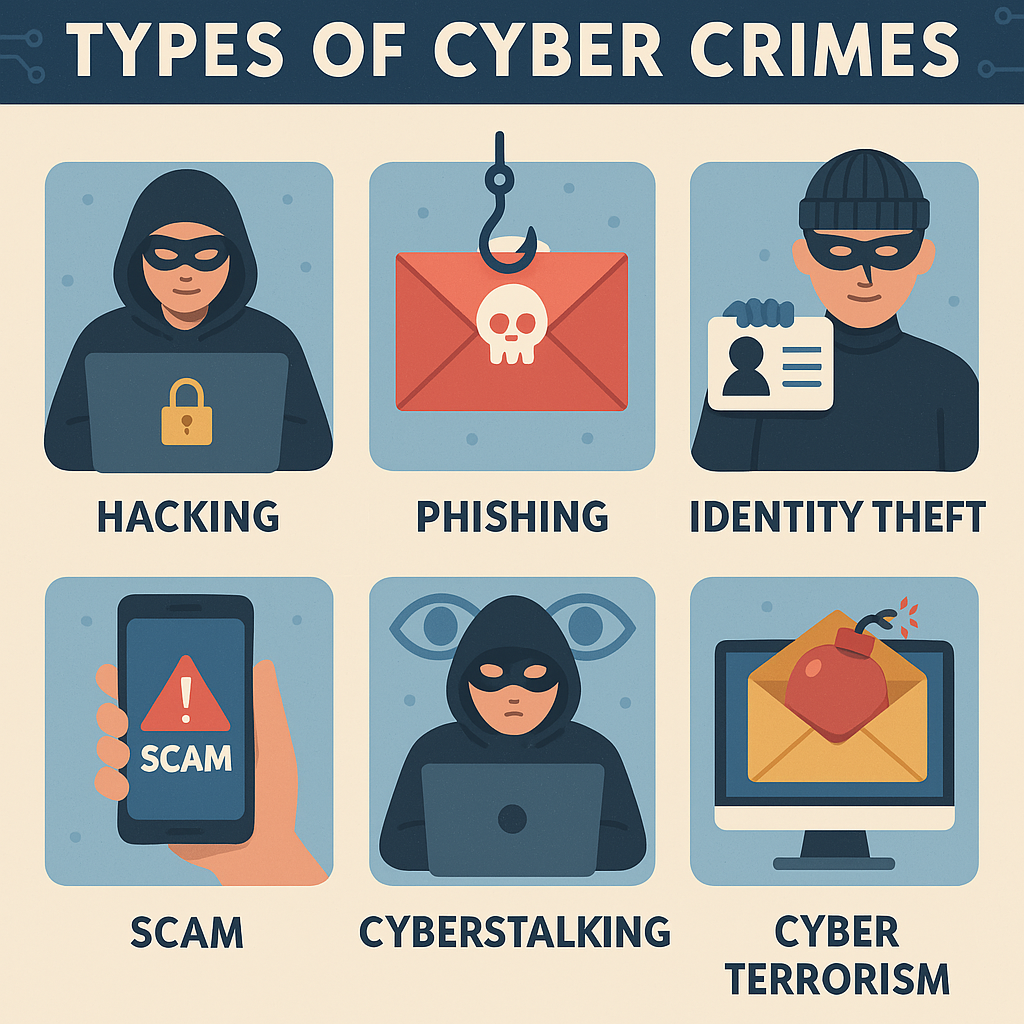 TYPES OF CYBER CRIMES
HACKING
PHISHING
IDENTITY THEFT
SCAM
SCAM
CYBERSTALKING
CYBER
TERRORISM